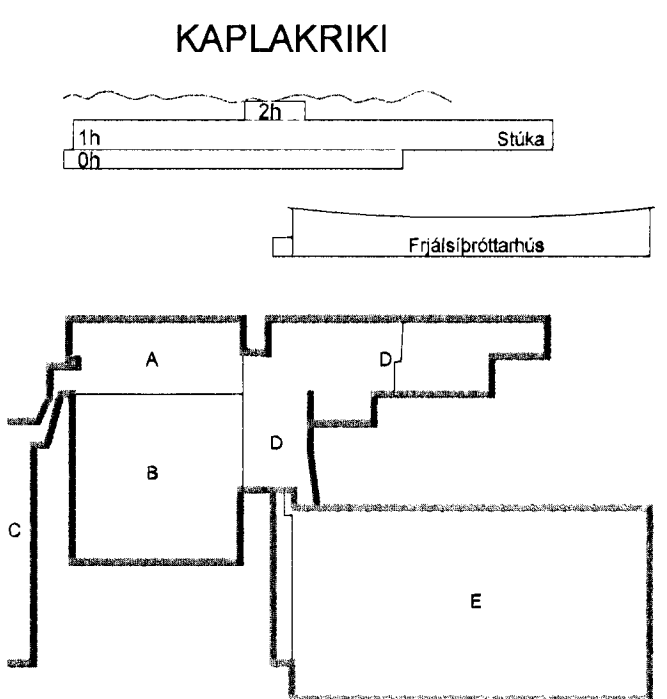 KAPLAKRIKI
2h
1h Stúka
0h
Frjálsíþróttarhús
A D
D
B
C
E